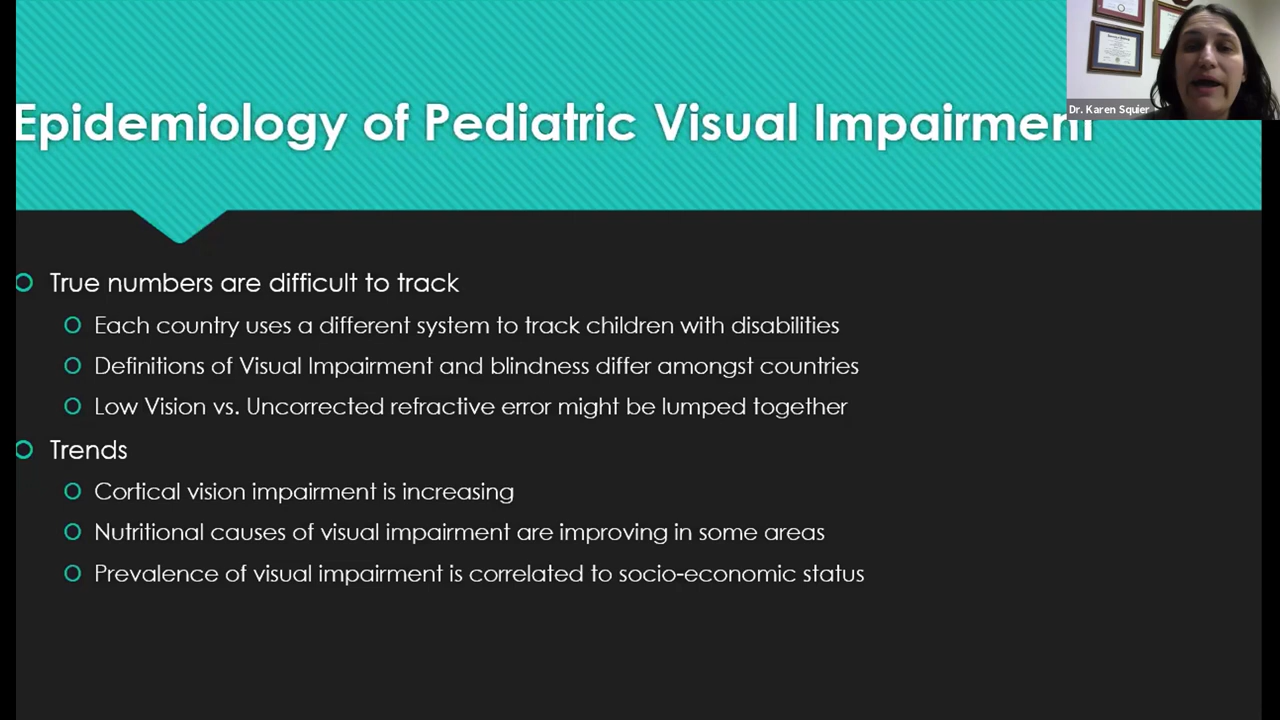 Epidemiology of Pediatric Visual Impairment
Dr. Karen Squier
True numbers are difficult to track
Each country uses a different system to track children with disabilities
Definitions of Visual Impairment and blindness differ amongst countries
Low Vision vs. Uncorrected refractive error might be lumped together
Trends
Cortical vision impairment is increasing
Nutritional causes of visual impairment are improving in some areas
Prevalence of visual impairment is correlated to socio-economic status